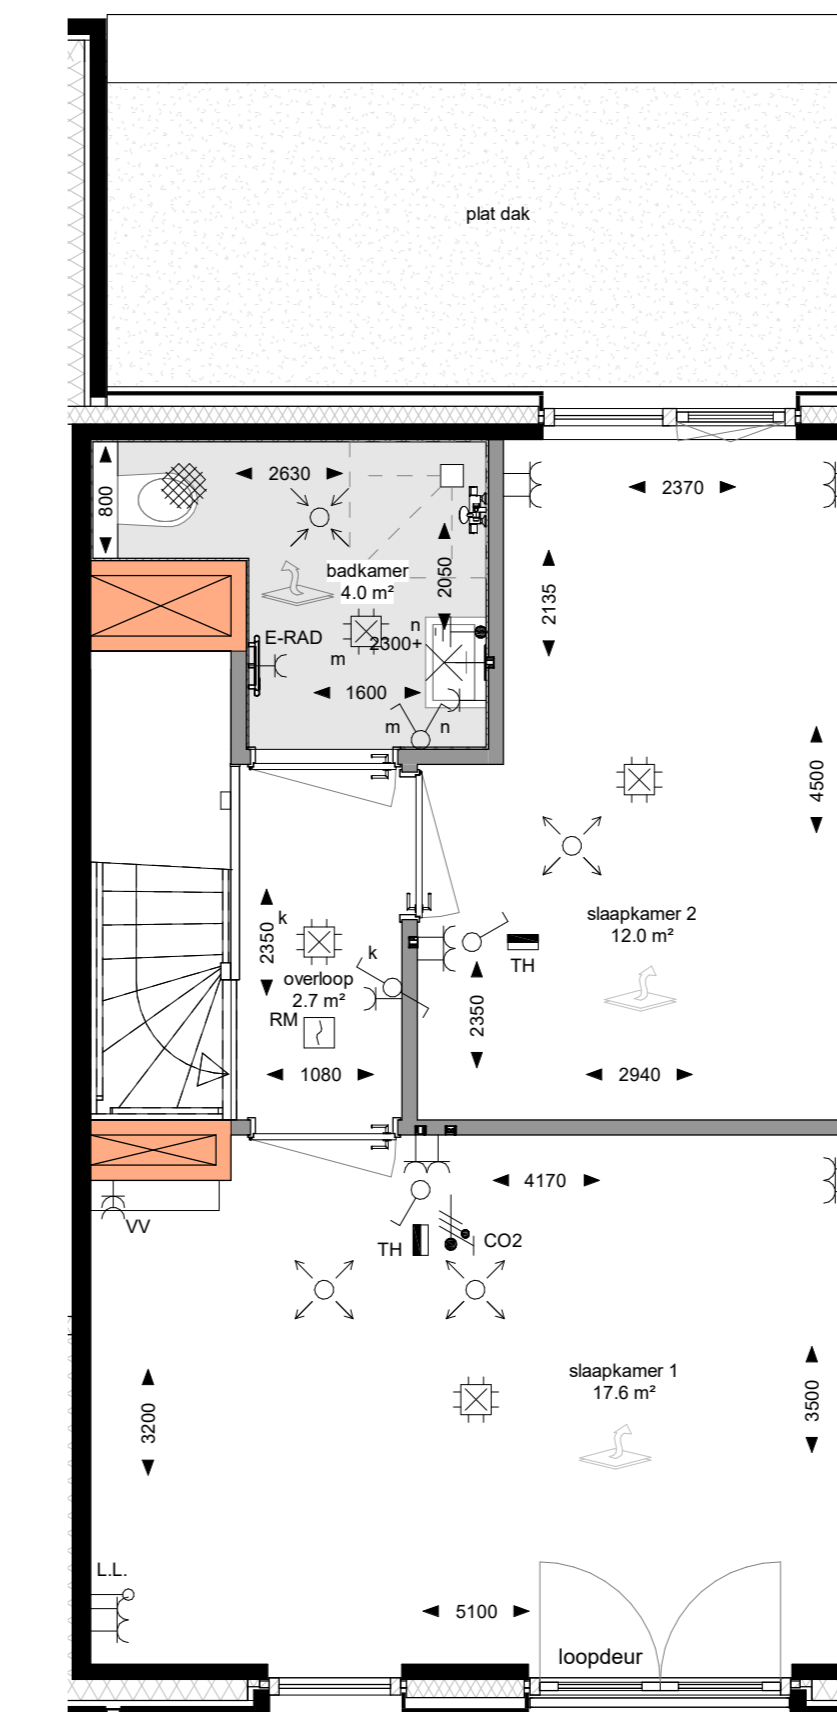 plat dak
2630
2370
800
badkamer
4.0 m²
2050
2135
n
2300+
E-RAD
m
1600
m
n
4500
k
2350
k
slaapkamer 2
12.0 m²
overloop
2.7 m²
TH
RM
2350
1080
2940
4170
VV
TH
CO2
slaapkamer 1
17.6 m²
3200
3500
L.L.
5100
loopdeur